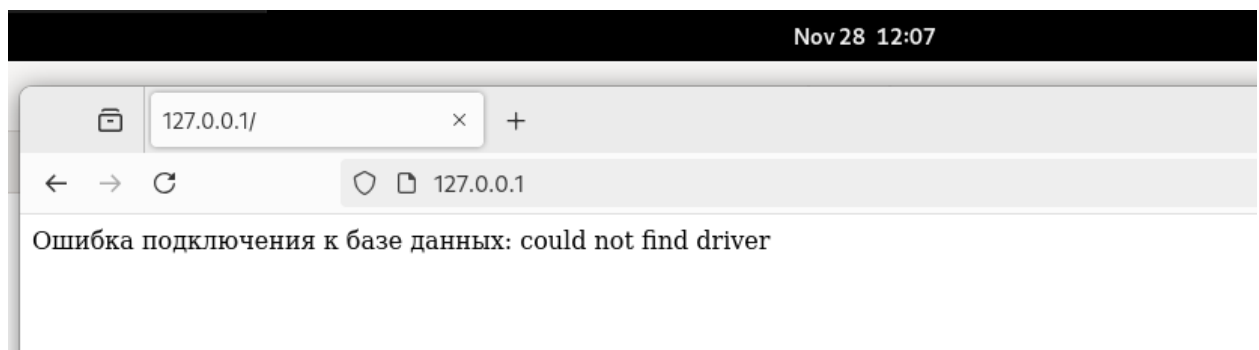 Nov 28 12:07
127.0.0.1/
127.0.0.1
Ошибка подключения к базе данных: could not find driver